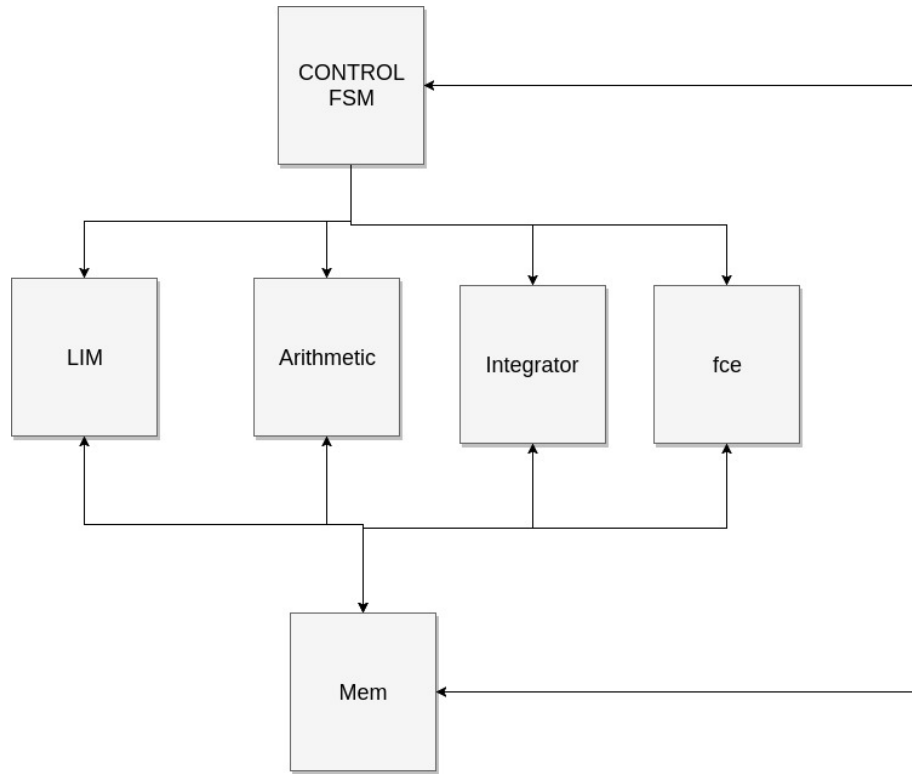 CONTROL
FSM
LIM
Arithmetic
Integrator
fce
Mem